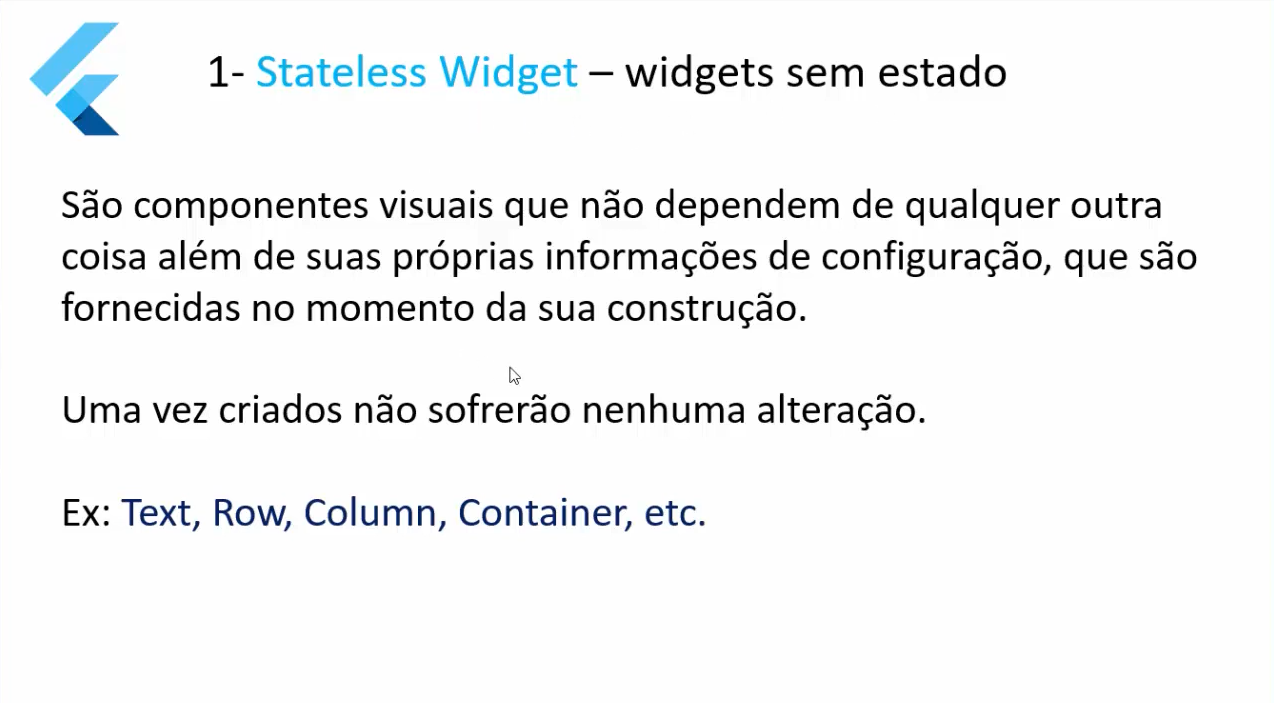 1- Stateless Widget – widgets sem estado
São componentes visuais que não dependem de qualquer outra
coisa além de suas próprias informações de configuração, que são
fornecidas no momento da sua construção.
Uma vez criados não sofrerão nenhuma alteração.
Ex: Text, Row, Column, Container, etc.